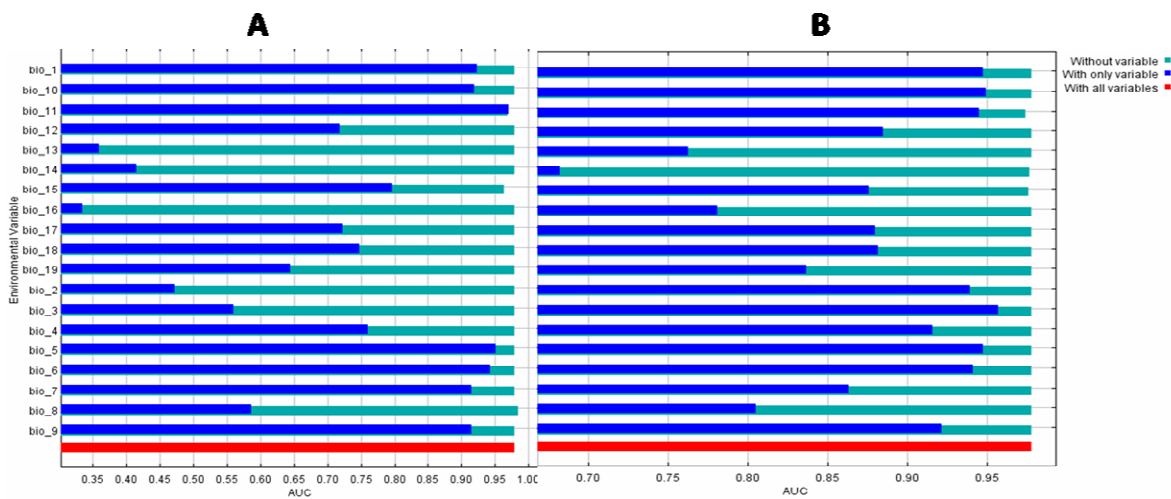 A
B
Without variable
With only variable
With all variables
Environmental Variable
bio_1
bio_10
bio_11
bio_12
bio_13
bio_14
bio_15
bio_16
bio_17
bio_18
bio_19
bio_2
bio_3
bio_4
bio_5
bio_6
bio_7
bio_8
bio_9
0.35 0.40 0.45 0.50 0.55 0.60 0.65 0.70 0.75 0.80 0.85 0.90 0.95 1.00
AUC
0.70 0.75 0.80 0.85 0.90 0.95
AUC